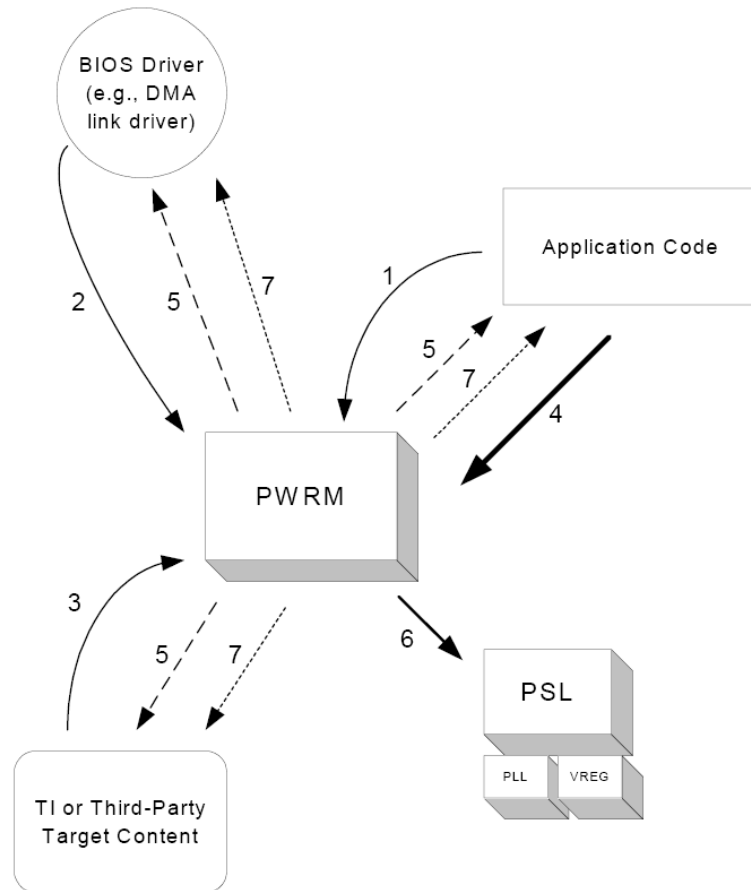 BIOS Driver
(e.g., DMA
link driver)
Application Code
1
2
5
7
5
7
4
PWRM
3
5
7
6
PSL
PLL
VREG
TI or Third-Party
Target Content